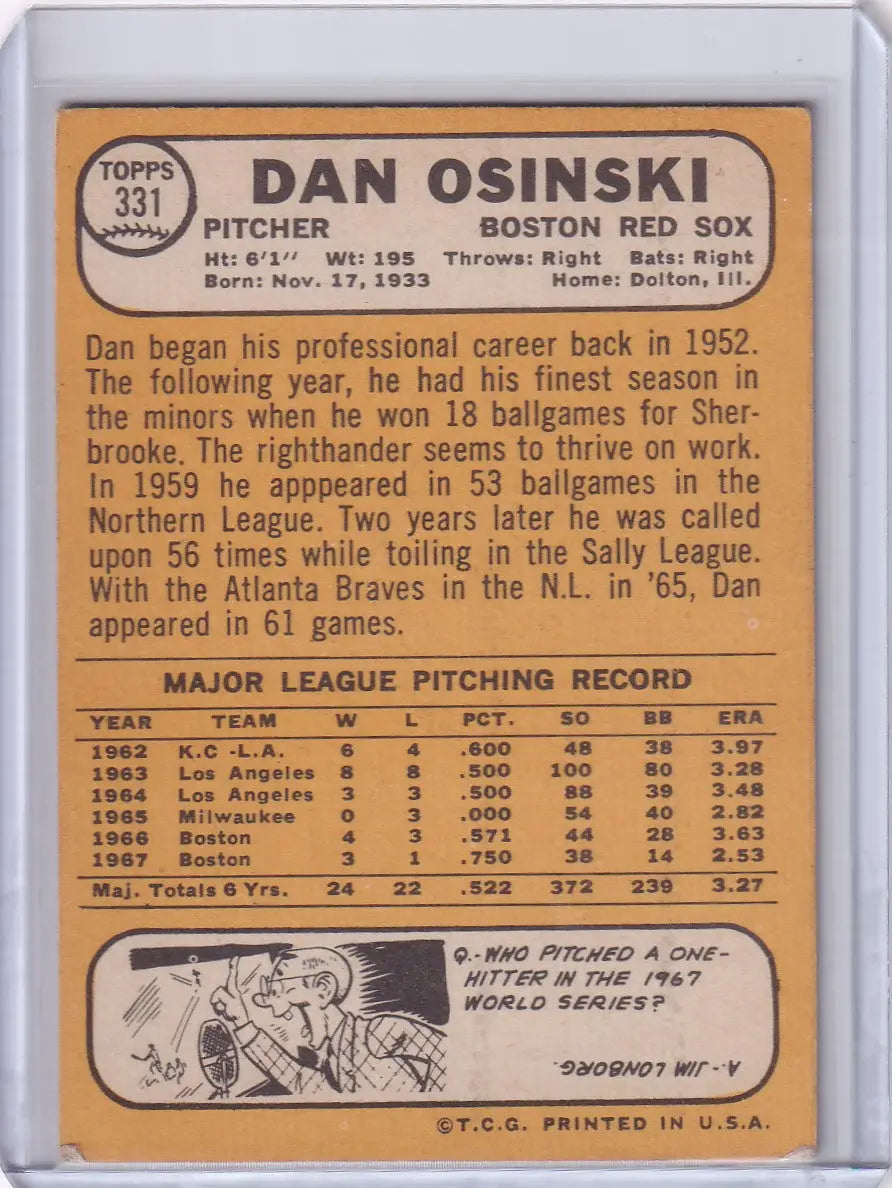 TOPPS
331
DAN OSINSKI
PITCHER BOSTON RED SOX
Ht: 6'1" Wt: 195 Throws: Right Bats: Right
Born: Nov. 17, 1933 Home: Dolton, Ill.
Dan began his professional career back in 1952.
The following year, he had his finest season in
the minors when he won 18 ballgames for Sher-
brooke. The righthander seems to thrive on work.
In 1959 he apppeared in 53 ballgames in the
Northern League. Two years later he was called
upon 56 times while toiling in the Sally League.
With the Atlanta Braves in the N.L. in '65, Dan
appeared in 61 games.
MAJOR LEAGUE PITCHING RECORD
YEAR TEAM W L PCT. SO BB ERA
1962 K.C -L.A. 6 4 .600 48 38 3.97
1963 Los Angeles 8 8 .500 100 80 3.28
1964 Los Angeles 3 3 .500 88 39 3.48
1965 Milwaukee 0 3 .000 54 40 2.82
1966 Boston 4 3 .571 44 28 3.63
1967 Boston 3 1 .750 38 14 2.53
Maj. Totals 6 Yrs. 24 22 .522 372 239 3.27
Q.-WHO PITCHED A ONE-
HITTER IN THE 1967
WORLD SERIES?
A.-JIM LONBORG.
©T.C.G. PRINTED IN U.S.A.